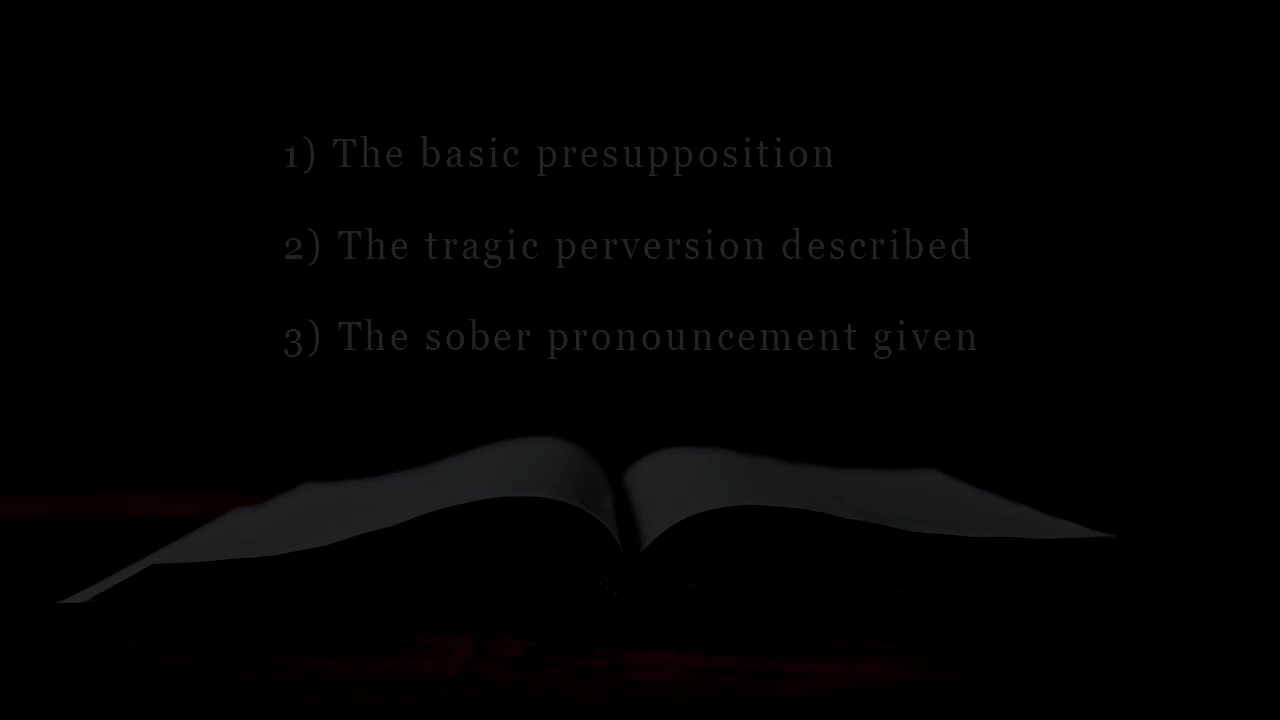 1) The basic presupposition
2) The tragic perversion described
3) The sober pronouncement given